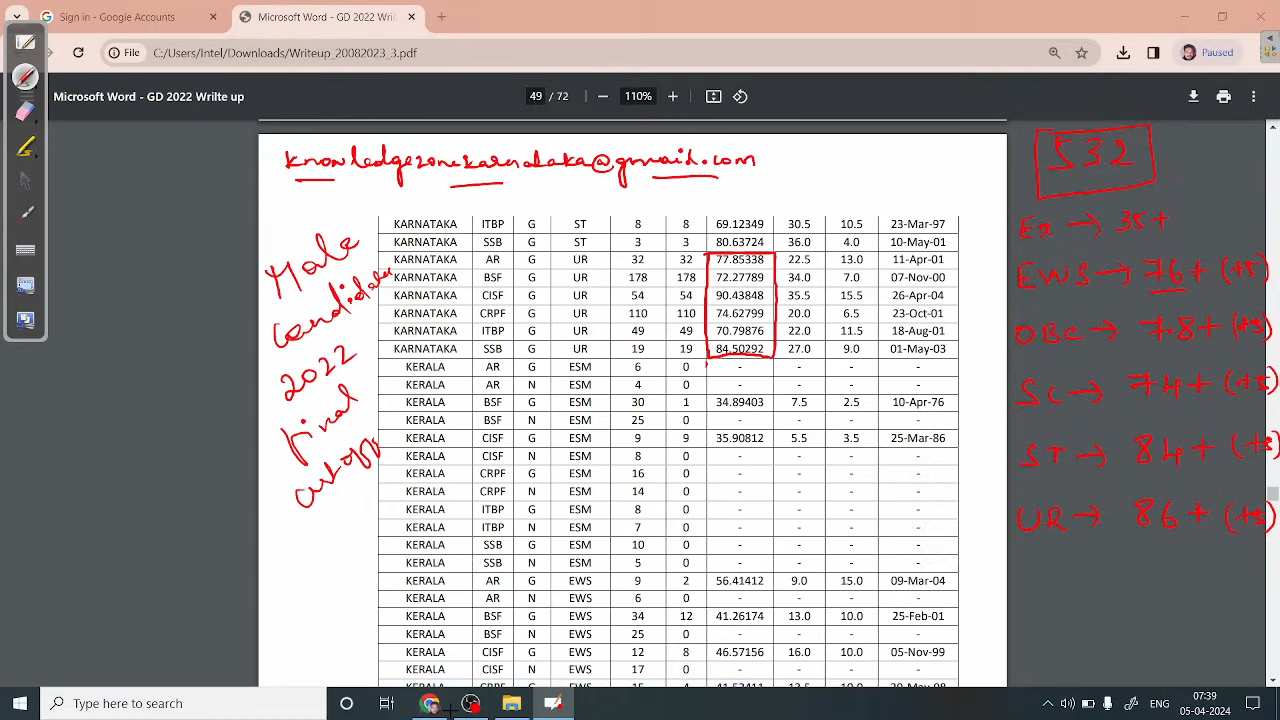 Sign in - Google Accounts
Microsoft Word - GD 2022 Wri
File C:/Users/Intel/Downloads/Writeup_20082023_3.pdf
Paused
Microsoft Word - GD 2022 Wrilte up
49 / 72
110%
knowledgezonekarnataka@gmail.com
532
Male
Candidates
2022
Final
cutoff
Ex → 35+
EWS → 76+ (+5)
OBC → 78+ (+5)
SC → 74+ (+5)
ST → 84+ (+5)
UR → 86+ (+5)
KARNATAKA ITBP G ST 8 8 69.12349 30.5 10.5 23-Mar-97
KARNATAKA SSB G ST 3 3 80.63724 36.0 4.0 10-May-01
KARNATAKA AR G UR 32 32 77.85338 22.5 13.0 11-Apr-01
KARNATAKA BSF G UR 178 178 72.27789 34.0 7.0 07-Nov-00
KARNATAKA CISF G UR 54 54 90.43848 35.5 15.5 26-Apr-04
KARNATAKA CRPF G UR 110 110 74.62799 20.0 6.5 23-Oct-01
KARNATAKA ITBP G UR 49 49 70.79876 22.0 11.5 18-Aug-01
KARNATAKA SSB G UR 19 19 84.50292 27.0 9.0 01-May-03
KERALA AR G ESM 6 0 - - - -
KERALA AR N ESM 4 0 - - - -
KERALA BSF G ESM 30 1 34.89403 7.5 2.5 10-Apr-76
KERALA BSF N ESM 25 0 - - - -
KERALA CISF G ESM 9 9 35.90812 5.5 3.5 25-Mar-86
KERALA CISF N ESM 8 0 - - - -
KERALA CRPF G ESM 16 0 - - - -
KERALA CRPF N ESM 14 0 - - - -
KERALA ITBP G ESM 8 0 - - - -
KERALA ITBP N ESM 7 0 - - - -
KERALA SSB G ESM 10 0 - - - -
KERALA SSB N ESM 5 0 - - - -
KERALA AR G EWS 9 2 56.41412 9.0 15.0 09-Mar-04
KERALA AR N EWS 6 0 - - - -
KERALA BSF G EWS 34 12 41.26174 13.0 10.0 25-Feb-01
KERALA BSF N EWS 25 0 - - - -
KERALA CISF G EWS 12 8 46.57156 16.0 10.0 05-Nov-99
KERALA CISF N EWS 17 0 - - - -
Type here to search
ENG
07:39
05-04-2024